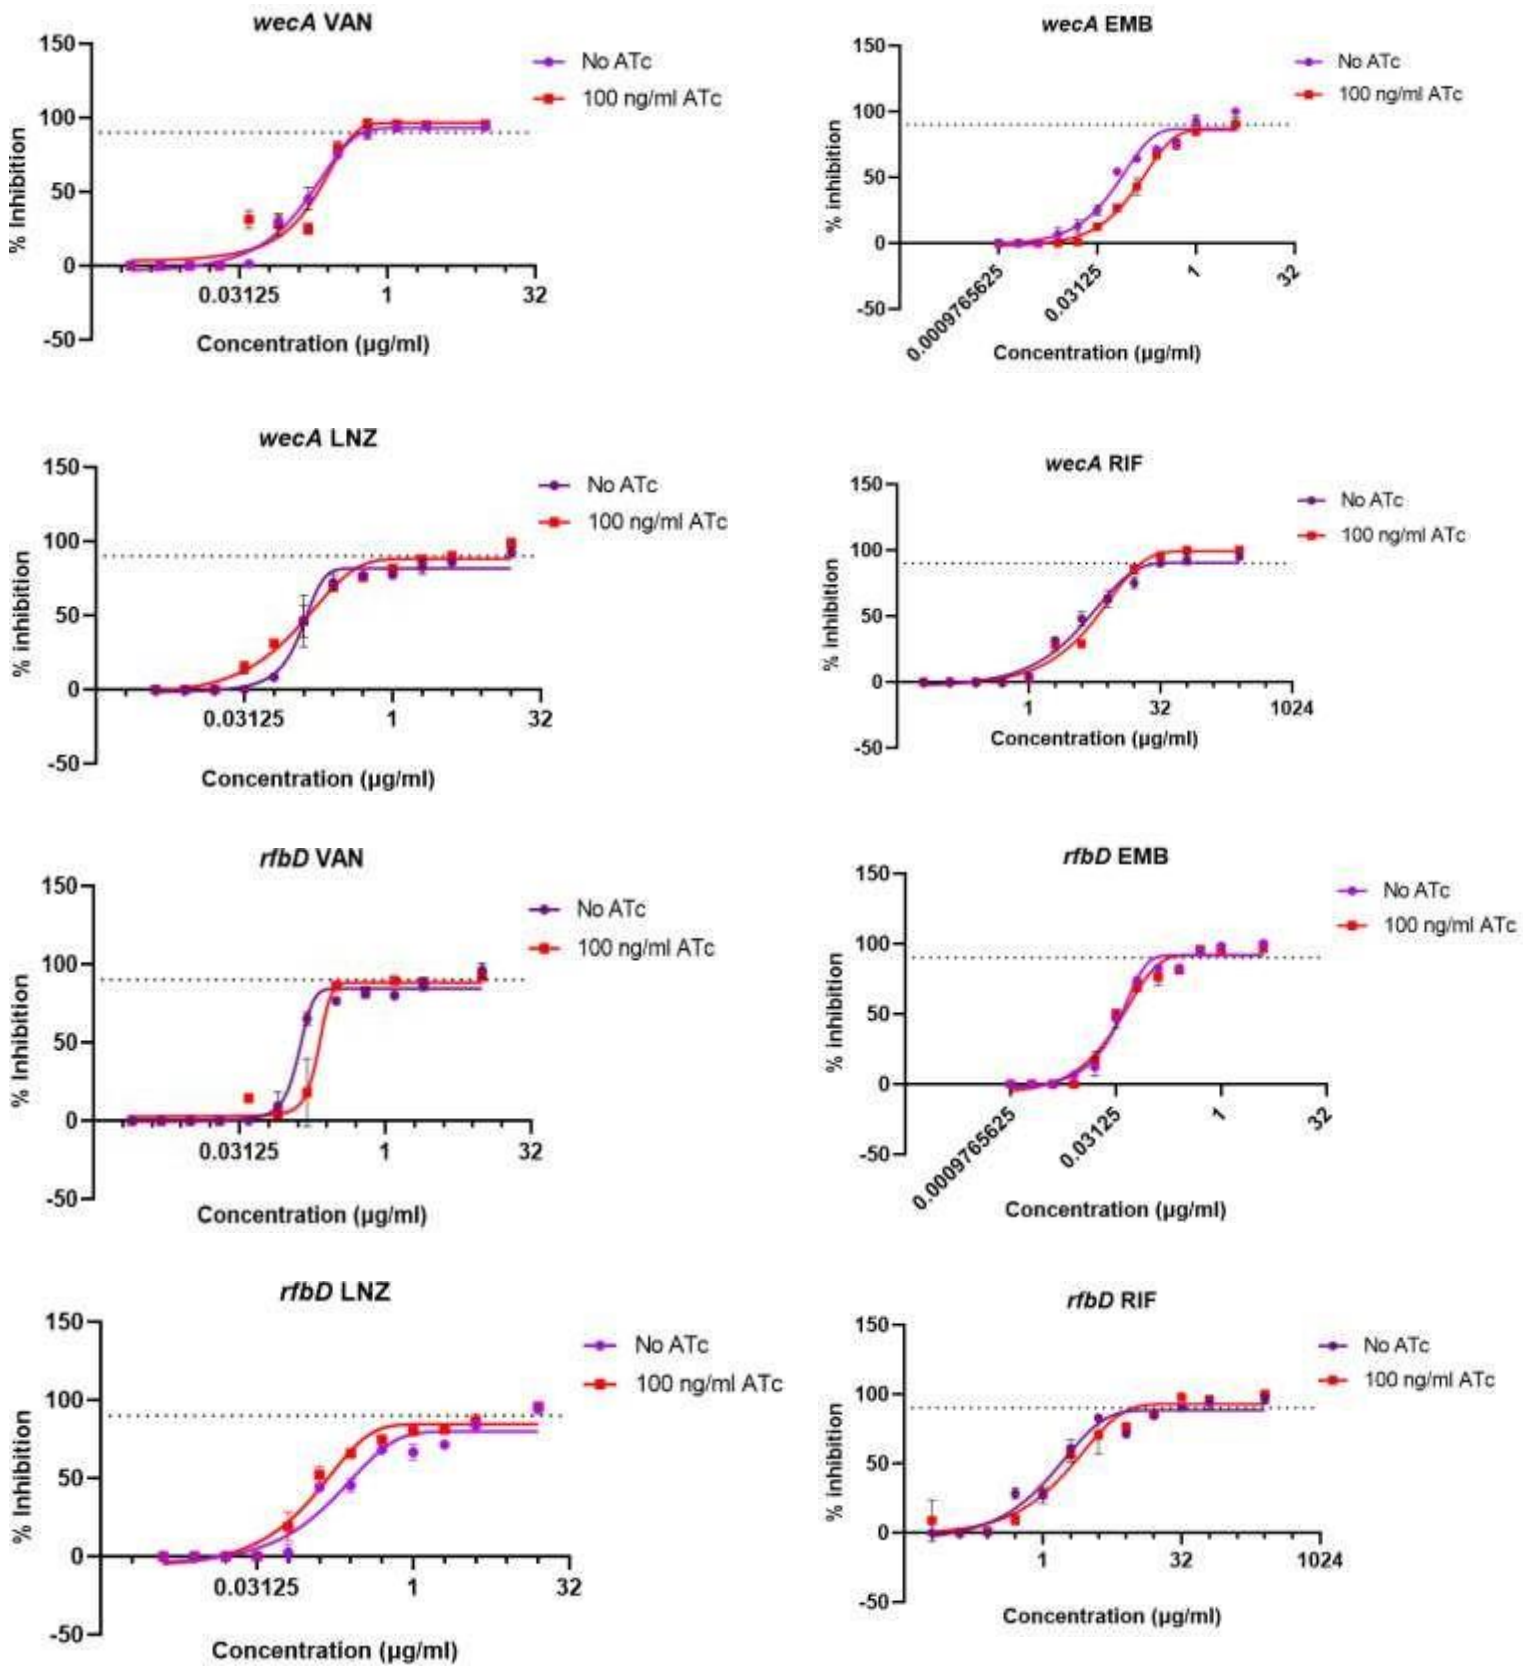 wecA VAN
150
100
50
0
-50
% Inhibition
0.03125 1 32
Concentration (µg/ml)
No ATc
100 ng/ml ATc
wecA EMB
150
100
50
0
-50
% inhibition
0.0009765625 0.03125 1 32
Concentration (µg/ml)
No ATc
100 ng/ml ATc
wecA LNZ
150
100
50
0
-50
% inhibition
0.03125 1 32
Concentration (µg/ml)
No ATc
100 ng/ml ATc
wecA RIF
150
100
50
0
-50
% inhibition
1 32 1024
Concentration (µg/ml)
No ATc
100 ng/ml ATc
rfbD VAN
150
100
50
0
-50
% Inhibition
0.03125 1 32
Concentration (µg/ml)
No ATc
100 ng/ml ATc
rfbD EMB
150
100
50
0
-50
% inhibition
0.0009765625 0.03125 1 32
Concentration (µg/ml)
No ATc
100 ng/ml ATc
rfbD LNZ
150
100
50
0
-50
% Inhibition
0.03125 1 32
Concentration (µg/ml)
No ATc
100 ng/ml ATc
rfbD RIF
150
100
50
0
-50
% inhibition
1 32 1024
Concentration (µg/ml)
No ATc
100 ng/ml ATc